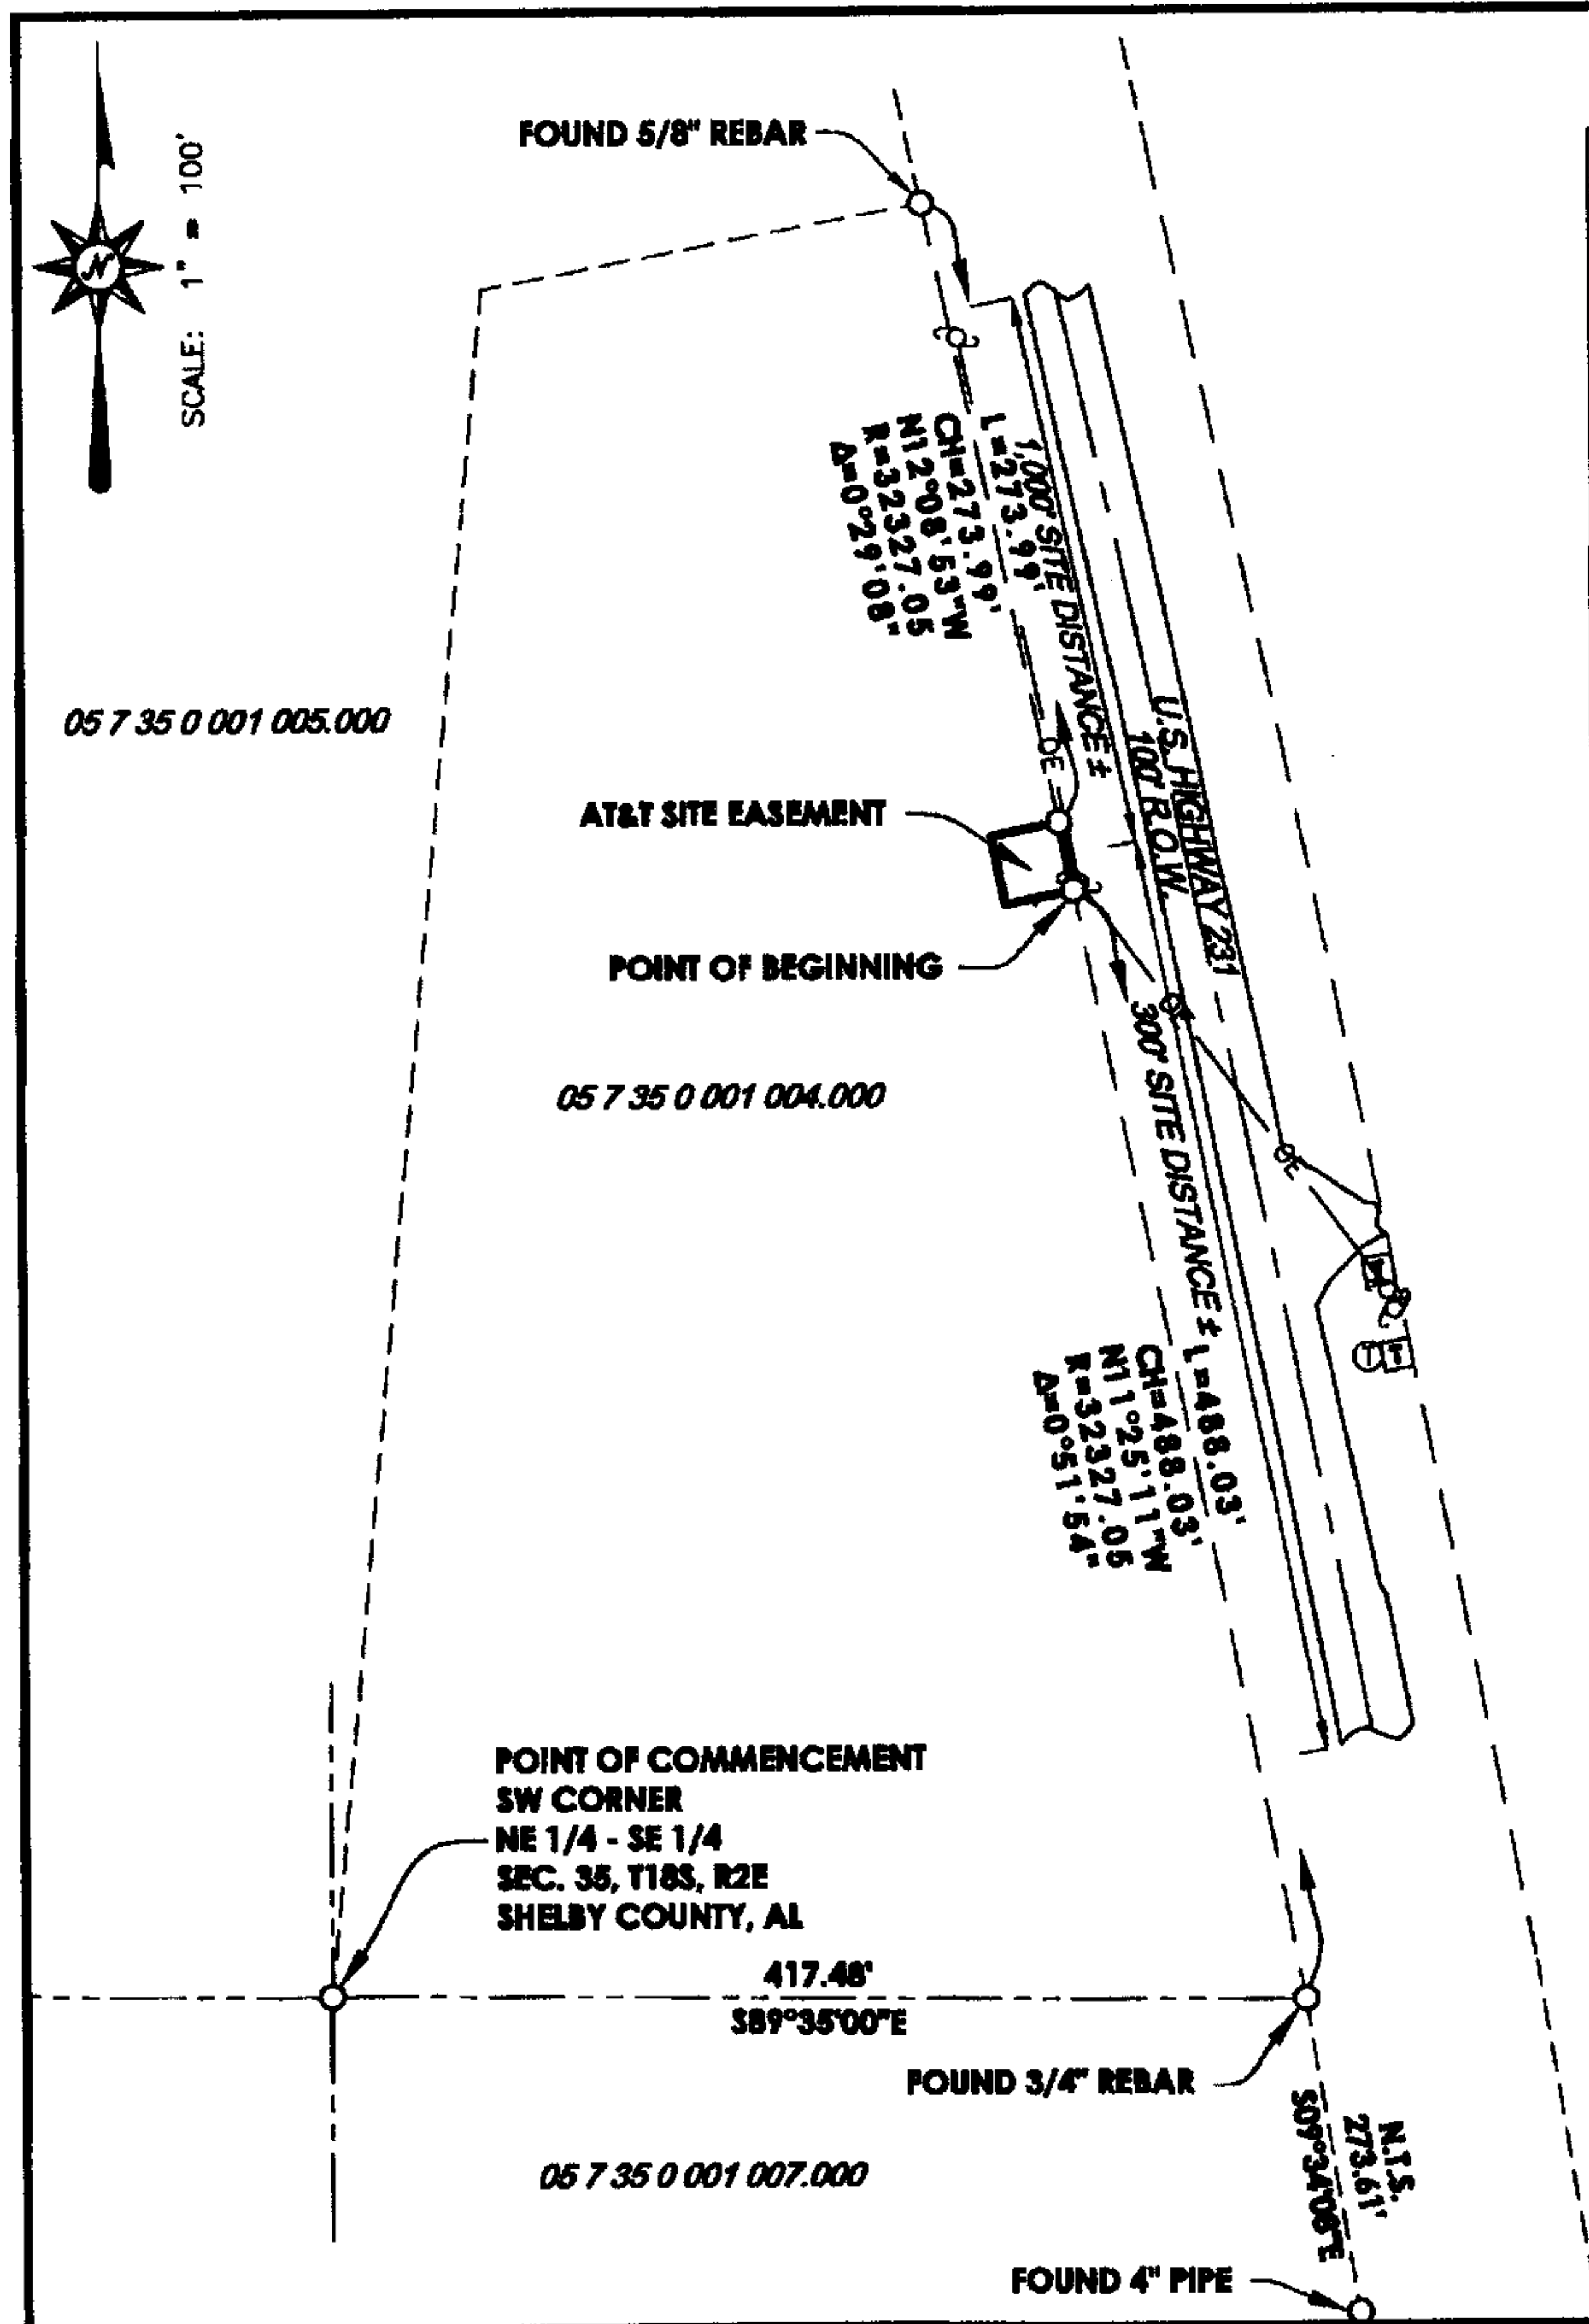 FOUND 5/8" REBAR
N
SCALE: 1" = 100'
1,000' SITE DISTANCE ±
L=273.99'
CH=273.99'
N12°08'53"W
R=32327.05
Δ=0°29'08"
U.S. HIGHWAY 231
100' R.O.W.
05 7 35 0 001 005.000
OE
AT&T SITE EASEMENT
POINT OF BEGINNING
05 7 35 0 001 004.000
300' SITE DISTANCE ±
OE
T
T
L=488.03'
CH=488.03'
N11°25'11"W
R=32327.05
Δ=0°51'54"
POINT OF COMMENCEMENT
SW CORNER
NE 1/4 - SE 1/4
SEC. 35, T18S, R2E
SHELBY COUNTY, AL
417.48'
S89°35'00"E
FOUND 3/4" REBAR
N.T.S.
273.61'
S09°34'08"E
05 7 35 0 001 007.000
FOUND 4" PIPE